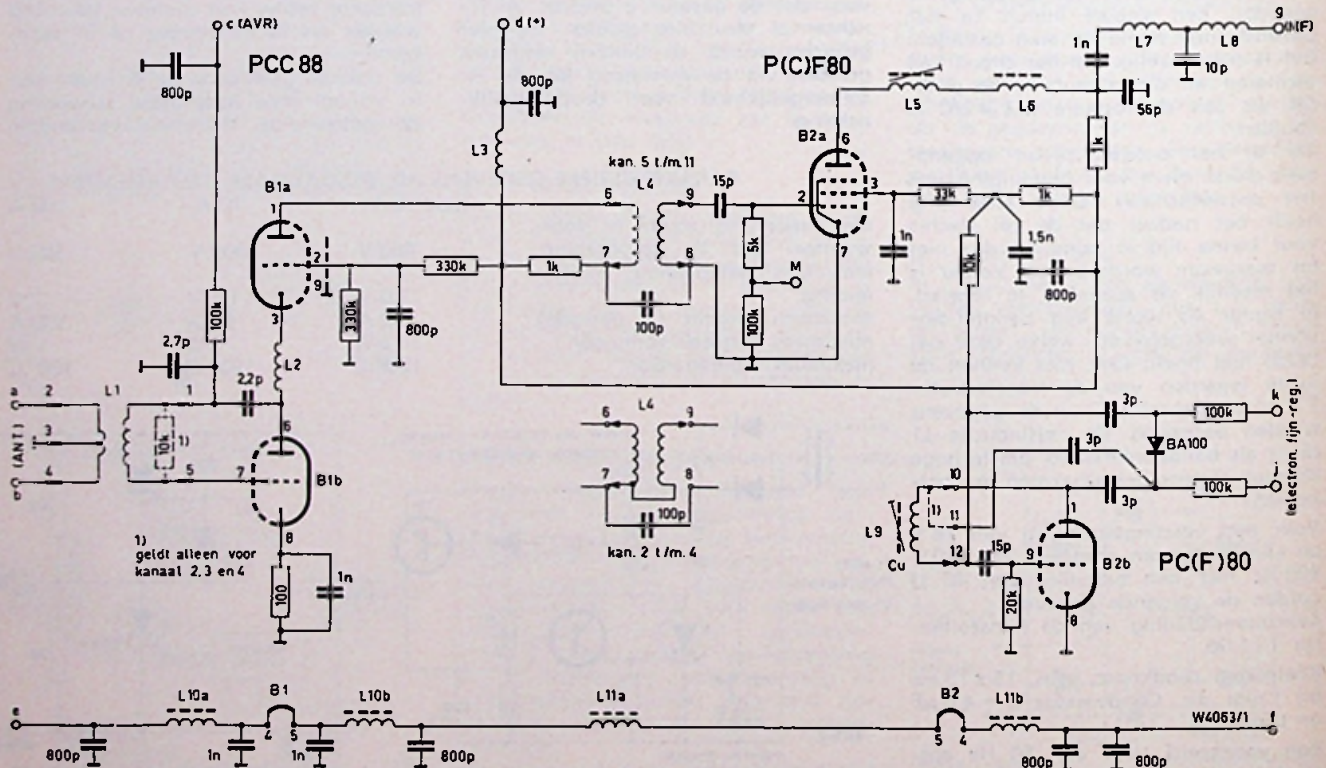 c (AVR)
d (+)
g
M(F)
PCC 88
P(C)F80
800p
800p
1n
L7
L8
10p
L5
L6
56p
1k
L3
B2a
6
kan. 5 t/m. 11
L4
B1a
1
6
9
15p
2
3
33k
1k
7
2
9
330k
1k
7
8
5k
M
1n
10k
1,5n
800p
100k
3
330k
800p
100p
100k
2,7p
L2
a
2
L1
1
2,2p
(ANT)
3
10k
1)
6
b
4
5
7
B1b
8
L4
6
9
7
8
100p
kan. 2 t/m. 4
3p
100k
k
3p
BA100
3p
100k
j
(electron. fijn-reg.)
10
1)
11
L9
12
15p
Cu
1
9
B2b
8
20k
PC(F)80
1)
geldt alleen voor
kanaal 2,3 en 4
100
1n
e
L10a
B1
L10b
L11a
B2
L11b
W4063/1
f
4
5
5
4
800p
1n
1n
800p
800p
800p